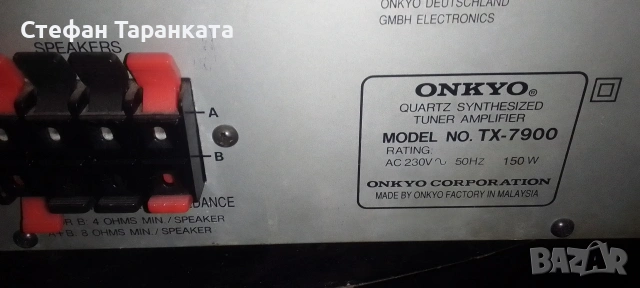 Стефан Таранката
ONKYO DEUTSCHLAND
GMBH ELECTRONICS
SPEAKERS
A
B
R B: 4 OHMS MIN./SPEAKER
A+B: 8 OHMS MIN./SPEAKER
ONKYO®
QUARTZ SYNTHESIZED
TUNER AMPLIFIER
MODEL NO. TX-7900
RATING:
AC 230V ~ 50HZ 150 W
ONKYO CORPORATION
MADE BY ONKYO FACTORY IN MALAYSIA
BAZAR